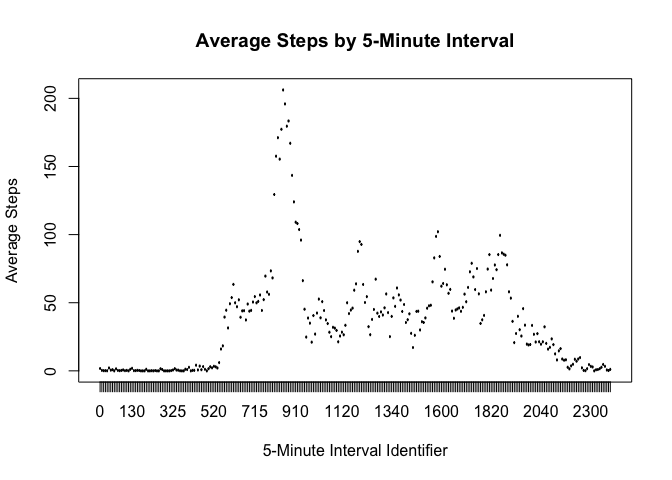 Average Steps by 5-Minute Interval
Average Steps
200
150
100
50
0
0 130 325 520 715 910 1120 1340 1600 1820 2040 2300
5-Minute Interval Identifier